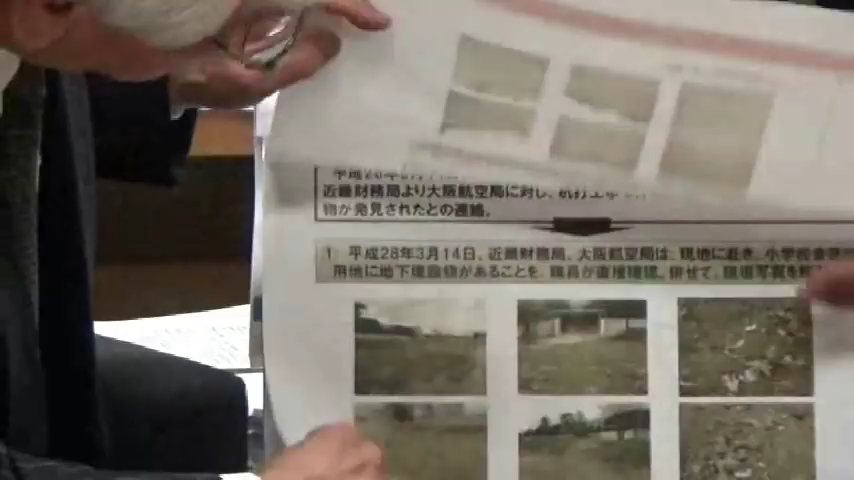 近畿財務局より大阪航空局に対し、杭打工事
物が発見されたとの連絡。
1 平成28年3月14日、近畿財務局、大阪航空局は、現地に赴き、小学校
用地に地下埋設物があることを、職員が直接確認。併せて、現場写真を